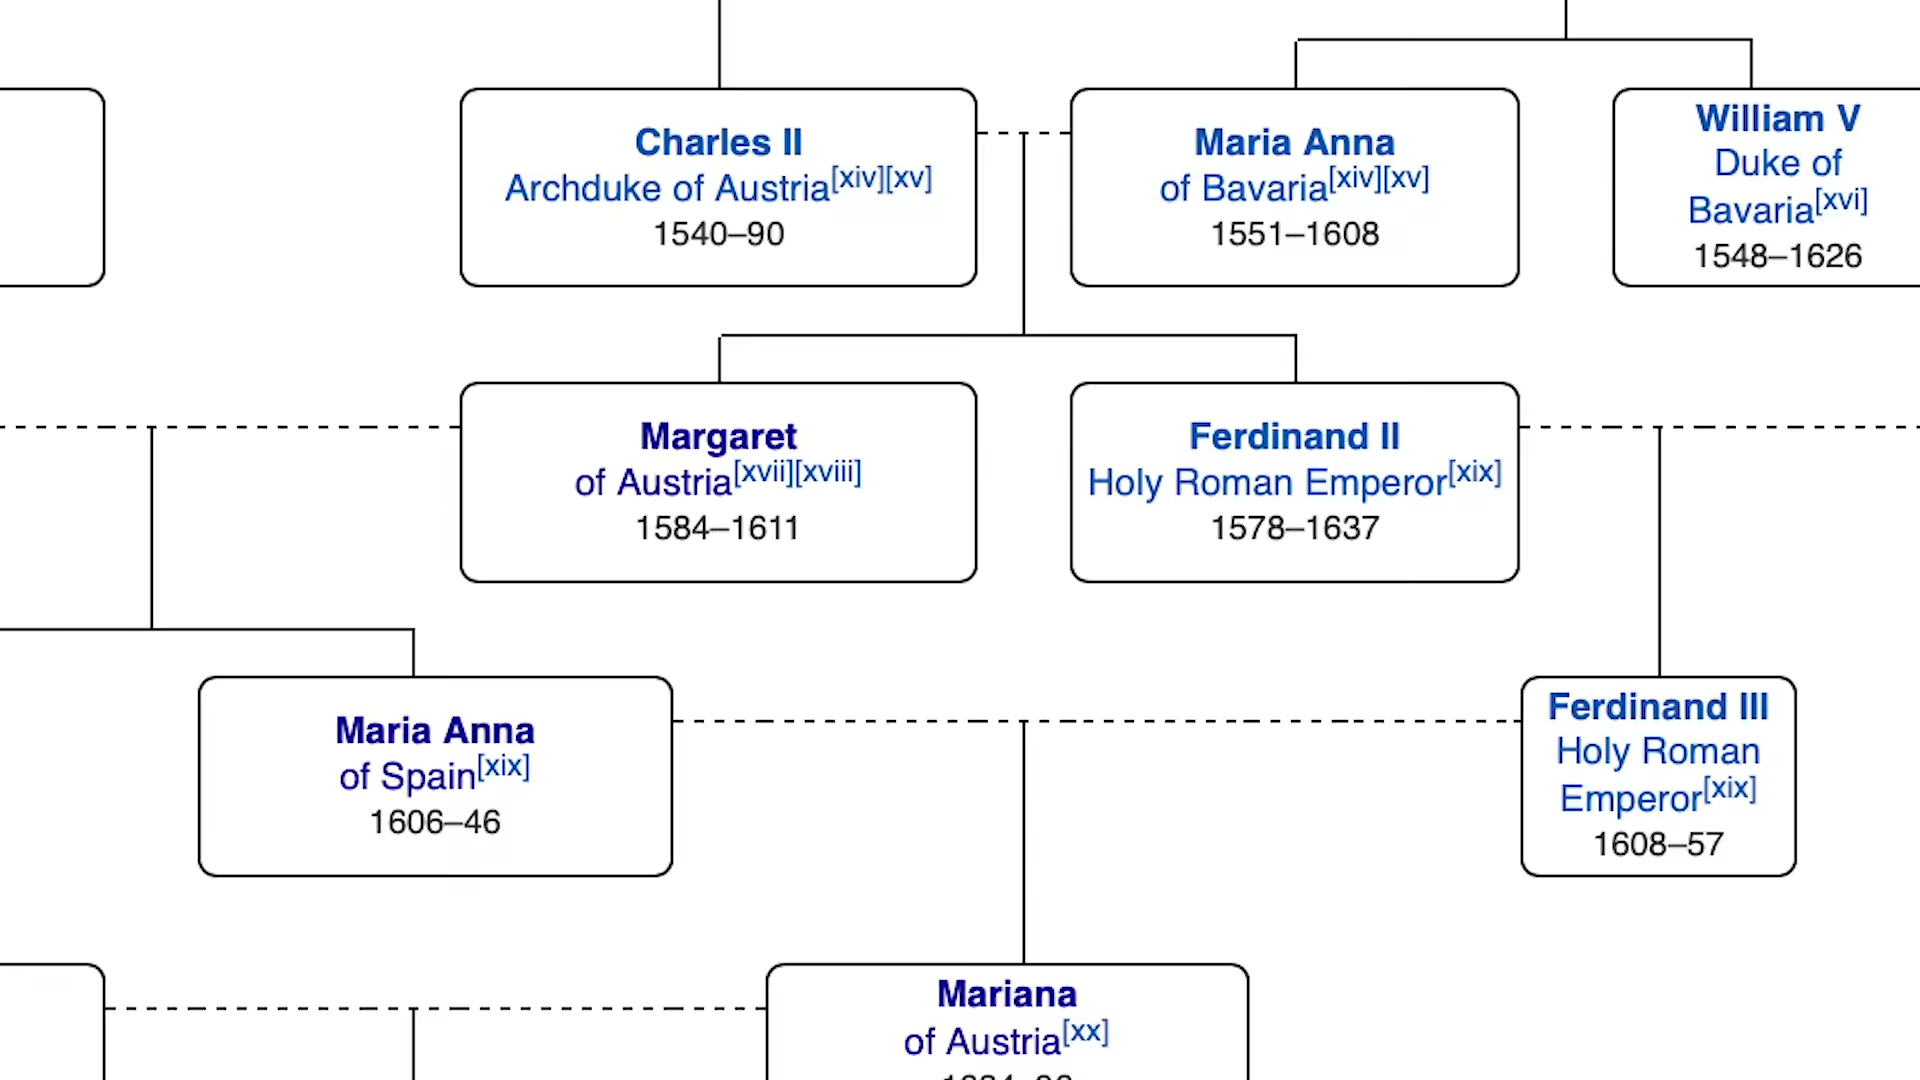 Charles II
Archduke of Austria[xiv][xv]
1540–90
Maria Anna
of Bavaria[xiv][xv]
1551–1608
William V
Duke of
Bavaria[xvi]
1548–1626
Margaret
of Austria[xvii][xviii]
1584–1611
Ferdinand II
Holy Roman Emperor[xix]
1578–1637
Maria Anna
of Spain[xix]
1606–46
Ferdinand III
Holy Roman
Emperor[xix]
1608–57
Mariana
of Austria[xx]